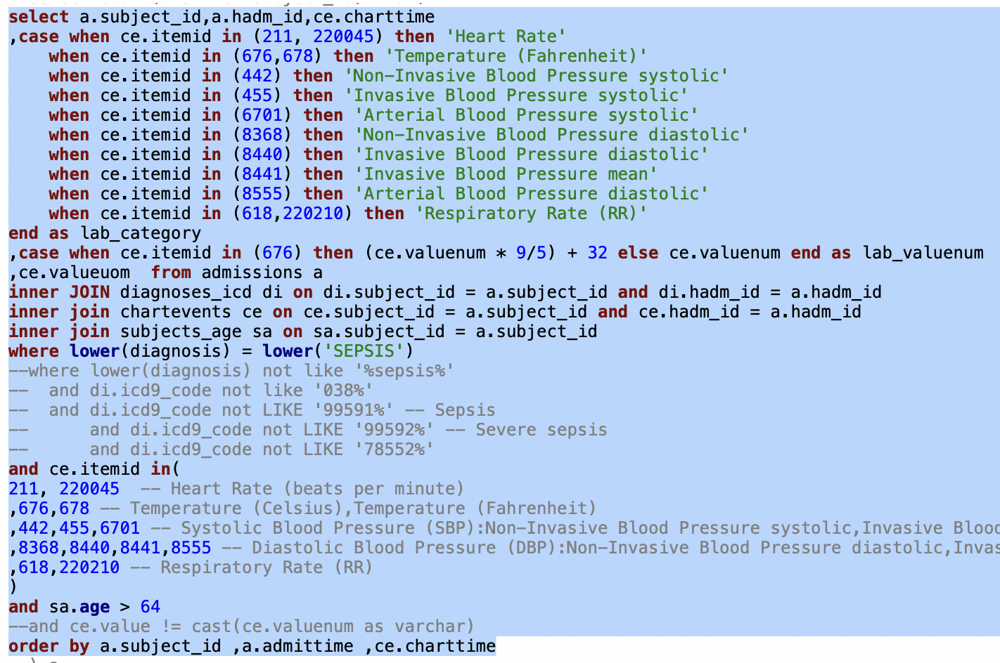 select a.subject_id,a.hadm_id,ce.charttime
,case when ce.itemid in (211, 220045) then 'Heart Rate'
    when ce.itemid in (676,678) then 'Temperature (Fahrenheit)'
    when ce.itemid in (442) then 'Non-Invasive Blood Pressure systolic'
    when ce.itemid in (455) then 'Invasive Blood Pressure systolic'
    when ce.itemid in (6701) then 'Arterial Blood Pressure systolic'
    when ce.itemid in (8368) then 'Non-Invasive Blood Pressure diastolic'
    when ce.itemid in (8440) then 'Invasive Blood Pressure diastolic'
    when ce.itemid in (8441) then 'Invasive Blood Pressure mean'
    when ce.itemid in (8555) then 'Arterial Blood Pressure diastolic'
    when ce.itemid in (618,220210) then 'Respiratory Rate (RR)'
end as lab_category
,case when ce.itemid in (676) then (ce.valuenum * 9/5) + 32 else ce.valuenum end as lab_valuenum
,ce.valueuom  from admissions a
inner JOIN diagnoses_icd di on di.subject_id = a.subject_id and di.hadm_id = a.hadm_id
inner join chartevents ce on ce.subject_id = a.subject_id and ce.hadm_id = a.hadm_id
inner join subjects_age sa on sa.subject_id = a.subject_id
where lower(diagnosis) = lower('SEPSIS')
--where lower(diagnosis) not like '%sepsis%'
--  and di.icd9_code not like '038%'
--  and di.icd9_code not LIKE '99591%' -- Sepsis
--      and di.icd9_code not LIKE '99592%' -- Severe sepsis
--      and di.icd9_code not LIKE '78552%'
and ce.itemid in(
211, 220045  -- Heart Rate (beats per minute)
,676,678 -- Temperature (Celsius),Temperature (Fahrenheit)
,442,455,6701 -- Systolic Blood Pressure (SBP):Non-Invasive Blood Pressure systolic,Invasive Blood
,8368,8440,8441,8555 -- Diastolic Blood Pressure (DBP):Non-Invasive Blood Pressure diastolic,Invas
,618,220210 -- Respiratory Rate (RR)
)
and sa.age > 64
--and ce.value != cast(ce.valuenum as varchar)
order by a.subject_id ,a.admittime ,ce.charttime